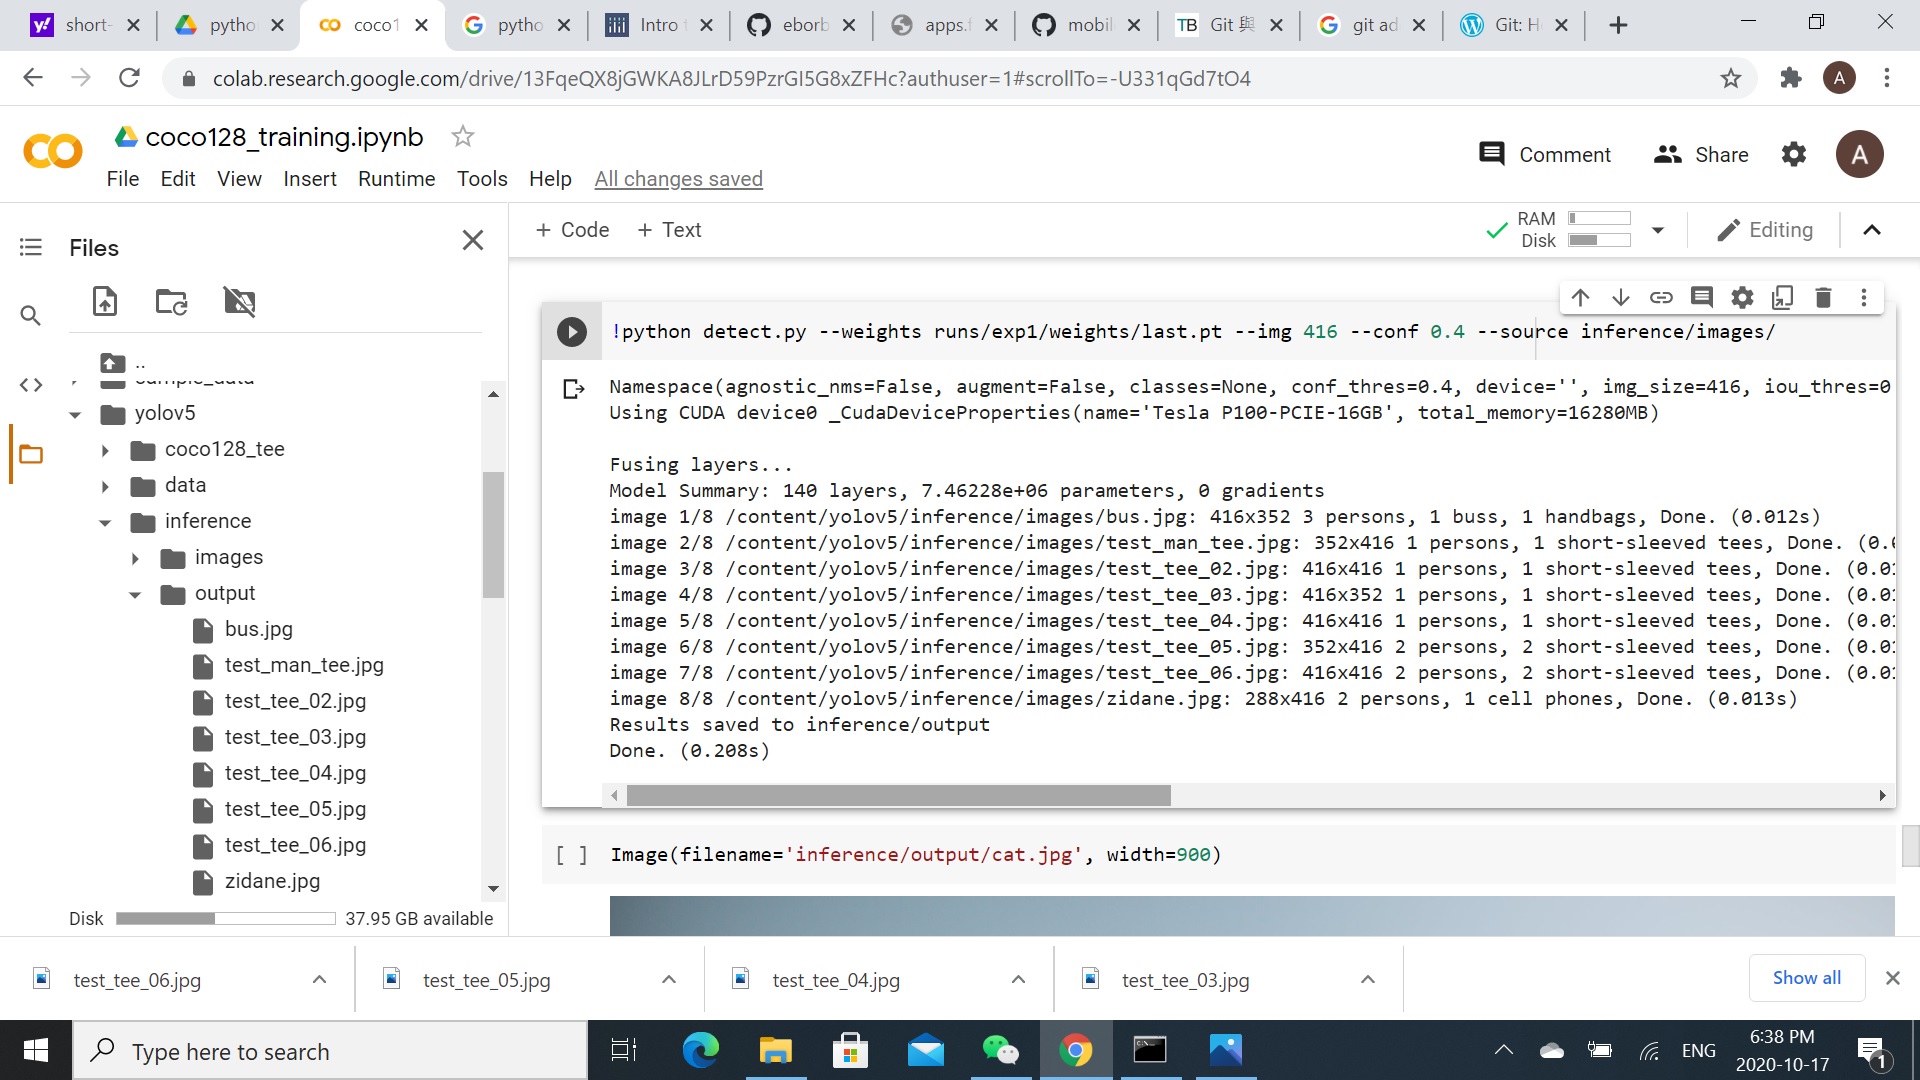 short-
pytho
coco1
pytho
Intro t
eborb
apps.f
mobil
TB Git 與
git ad
Git: H
colab.research.google.com/drive/13FqeQX8jGWKA8JLrD59PzrGI5G8xZFHc?authuser=1#scrollTo=-U331qGd7tO4
A
coco128_training.ipynb
Comment
Share
A
File Edit View Insert Runtime Tools Help All changes saved
Files
+ Code + Text
RAM
Disk
Editing
..
sample_data
yolov5
coco128_tee
data
inference
images
output
bus.jpg
test_man_tee.jpg
test_tee_02.jpg
test_tee_03.jpg
test_tee_04.jpg
test_tee_05.jpg
test_tee_06.jpg
zidane.jpg
Disk 37.95 GB available
!python detect.py --weights runs/exp1/weights/last.pt --img 416 --conf 0.4 --source inference/images/
Namespace(agnostic_nms=False, augment=False, classes=None, conf_thres=0.4, device='', img_size=416, iou_thres=0
Using CUDA device0 _CudaDeviceProperties(name='Tesla P100-PCIE-16GB', total_memory=16280MB)
Fusing layers...
Model Summary: 140 layers, 7.46228e+06 parameters, 0 gradients
image 1/8 /content/yolov5/inference/images/bus.jpg: 416x352 3 persons, 1 buss, 1 handbags, Done. (0.012s)
image 2/8 /content/yolov5/inference/images/test_man_tee.jpg: 352x416 1 persons, 1 short-sleeved tees, Done. (0.0
image 3/8 /content/yolov5/inference/images/test_tee_02.jpg: 416x416 1 persons, 1 short-sleeved tees, Done. (0.01
image 4/8 /content/yolov5/inference/images/test_tee_03.jpg: 416x352 1 persons, 1 short-sleeved tees, Done. (0.01
image 5/8 /content/yolov5/inference/images/test_tee_04.jpg: 416x416 1 persons, 1 short-sleeved tees, Done. (0.01
image 6/8 /content/yolov5/inference/images/test_tee_05.jpg: 352x416 2 persons, 2 short-sleeved tees, Done. (0.01
image 7/8 /content/yolov5/inference/images/test_tee_06.jpg: 416x416 2 persons, 2 short-sleeved tees, Done. (0.01
image 8/8 /content/yolov5/inference/images/zidane.jpg: 288x416 2 persons, 1 cell phones, Done. (0.013s)
Results saved to inference/output
Done. (0.208s)
[ ] Image(filename='inference/output/cat.jpg', width=900)
test_tee_06.jpg
test_tee_05.jpg
test_tee_04.jpg
test_tee_03.jpg
Show all
Type here to search
ENG
6:38 PM
2020-10-17
1